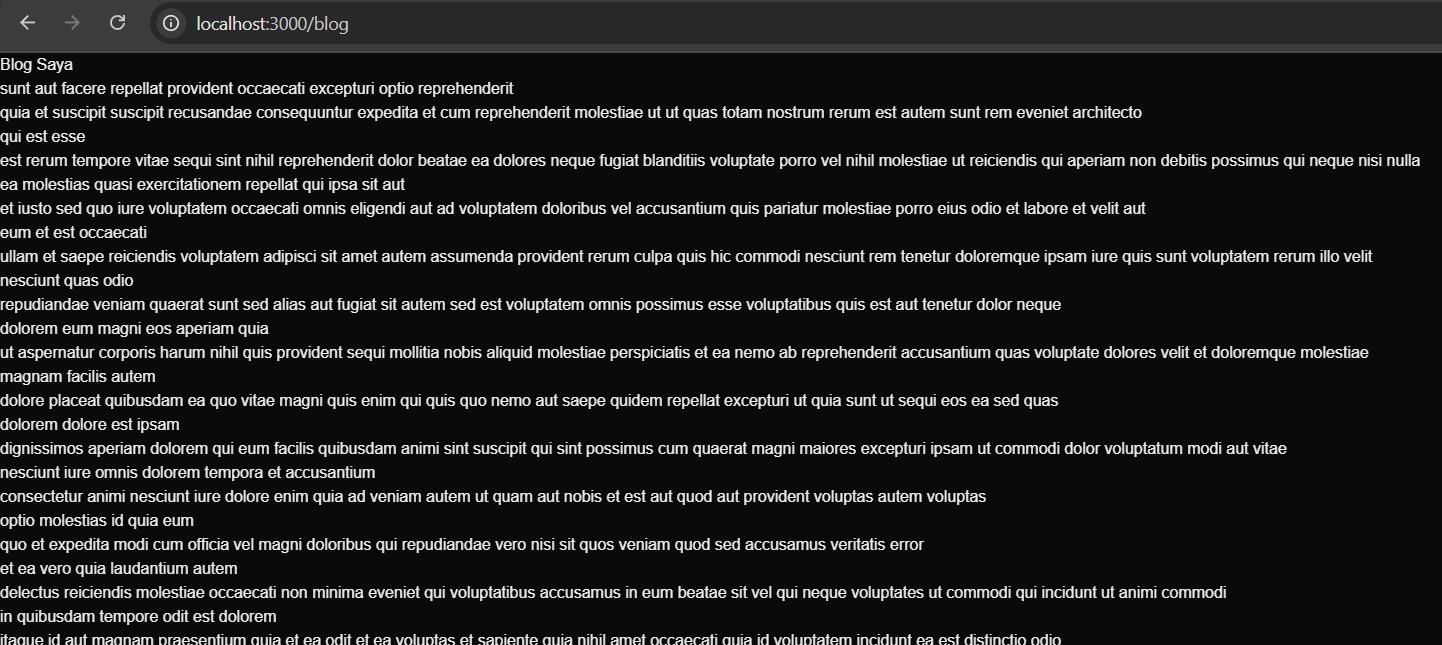 localhost:3000/blog
Blog Saya
sunt aut facere repellat provident occaecati excepturi optio reprehenderit
quia et suscipit suscipit recusandae consequuntur expedita et cum reprehenderit molestiae ut ut quas totam nostrum rerum est autem sunt rem eveniet architecto
qui est esse
est rerum tempore vitae sequi sint nihil reprehenderit dolor beatae ea dolores neque fugiat blanditiis voluptate porro vel nihil molestiae ut reiciendis qui aperiam non debitis possimus qui neque nisi nulla
ea molestias quasi exercitationem repellat qui ipsa sit aut
et iusto sed quo iure voluptatem occaecati omnis eligendi aut ad voluptatem doloribus vel accusantium quis pariatur molestiae porro eius odio et labore et velit aut
eum et est occaecati
ullam et saepe reiciendis voluptatem adipisci sit amet autem assumenda provident rerum culpa quis hic commodi nesciunt rem tenetur doloremque ipsam iure quis sunt voluptatem rerum illo velit
nesciunt quas odio
repudiandae veniam quaerat sunt sed alias aut fugiat sit autem sed est voluptatem omnis possimus esse voluptatibus quis est aut tenetur dolor neque
dolorem eum magni eos aperiam quia
ut aspernatur corporis harum nihil quis provident sequi mollitia nobis aliquid molestiae perspiciatis et ea nemo ab reprehenderit accusantium quas voluptate dolores velit et doloremque molestiae
magnam facilis autem
dolore placeat quibusdam ea quo vitae magni quis enim qui quis quo nemo aut saepe quidem repellat excepturi ut quia sunt ut sequi eos ea sed quas
dolorem dolore est ipsam
dignissimos aperiam dolorem qui eum facilis quibusdam animi sint suscipit qui sint possimus cum quaerat magni maiores excepturi ipsam ut commodi dolor voluptatum modi aut vitae
nesciunt iure omnis dolorem tempora et accusantium
consectetur animi nesciunt iure dolore enim quia ad veniam autem ut quam aut nobis et est aut quod aut provident voluptas autem voluptas
optio molestias id quia eum
quo et expedita modi cum officia vel magni doloribus qui repudiandae vero nisi sit quos veniam quod sed accusamus veritatis error
et ea vero quia laudantium autem
delectus reiciendis molestiae occaecati non minima eveniet qui voluptatibus accusamus in eum beatae sit vel qui neque voluptates ut commodi qui incidunt ut animi commodi
in quibusdam tempore odit est dolorem
itaque id aut magnam praesentium quia et ea odit et ea voluptas et sapiente quia nihil amet occaecati quia id voluptatem incidunt ea est distinctio odio